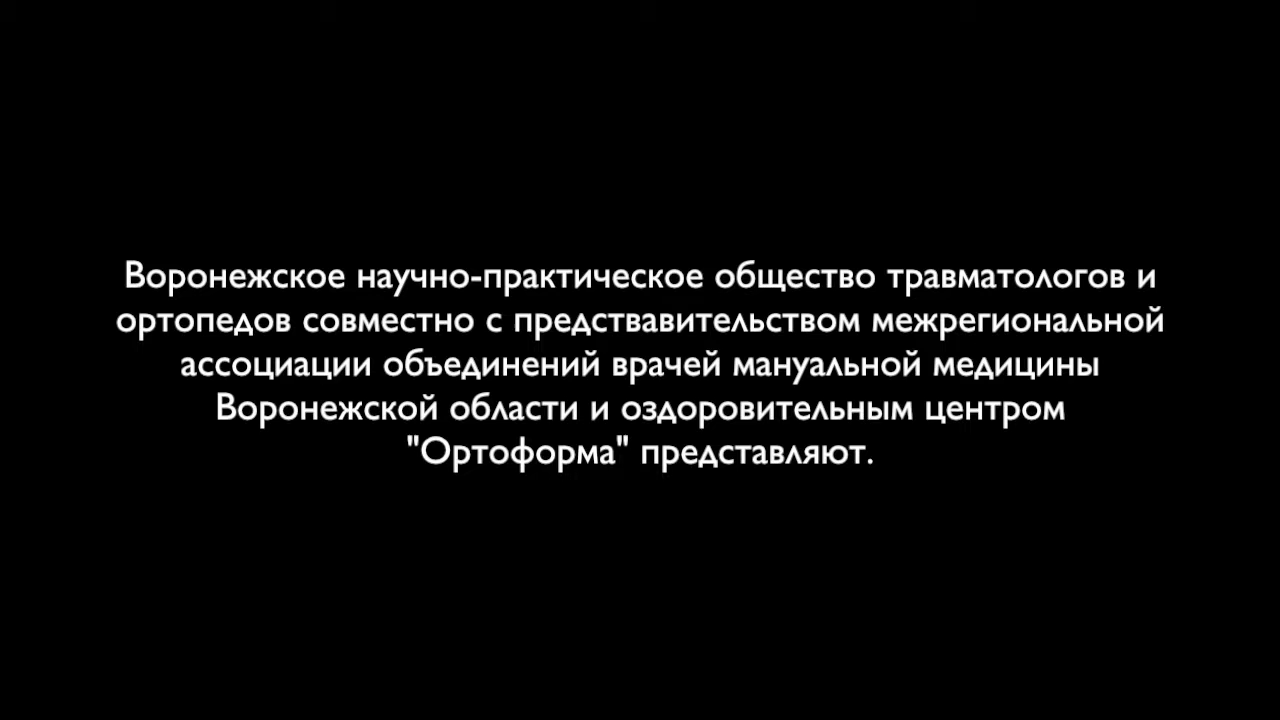 Воронежское научно-практическое общество травматологов и
ортопедов совместно с предствавительством межрегиональной
ассоциации объединений врачей мануальной медицины
Воронежской области и оздоровительным центром
"Ортоформа" представляют.